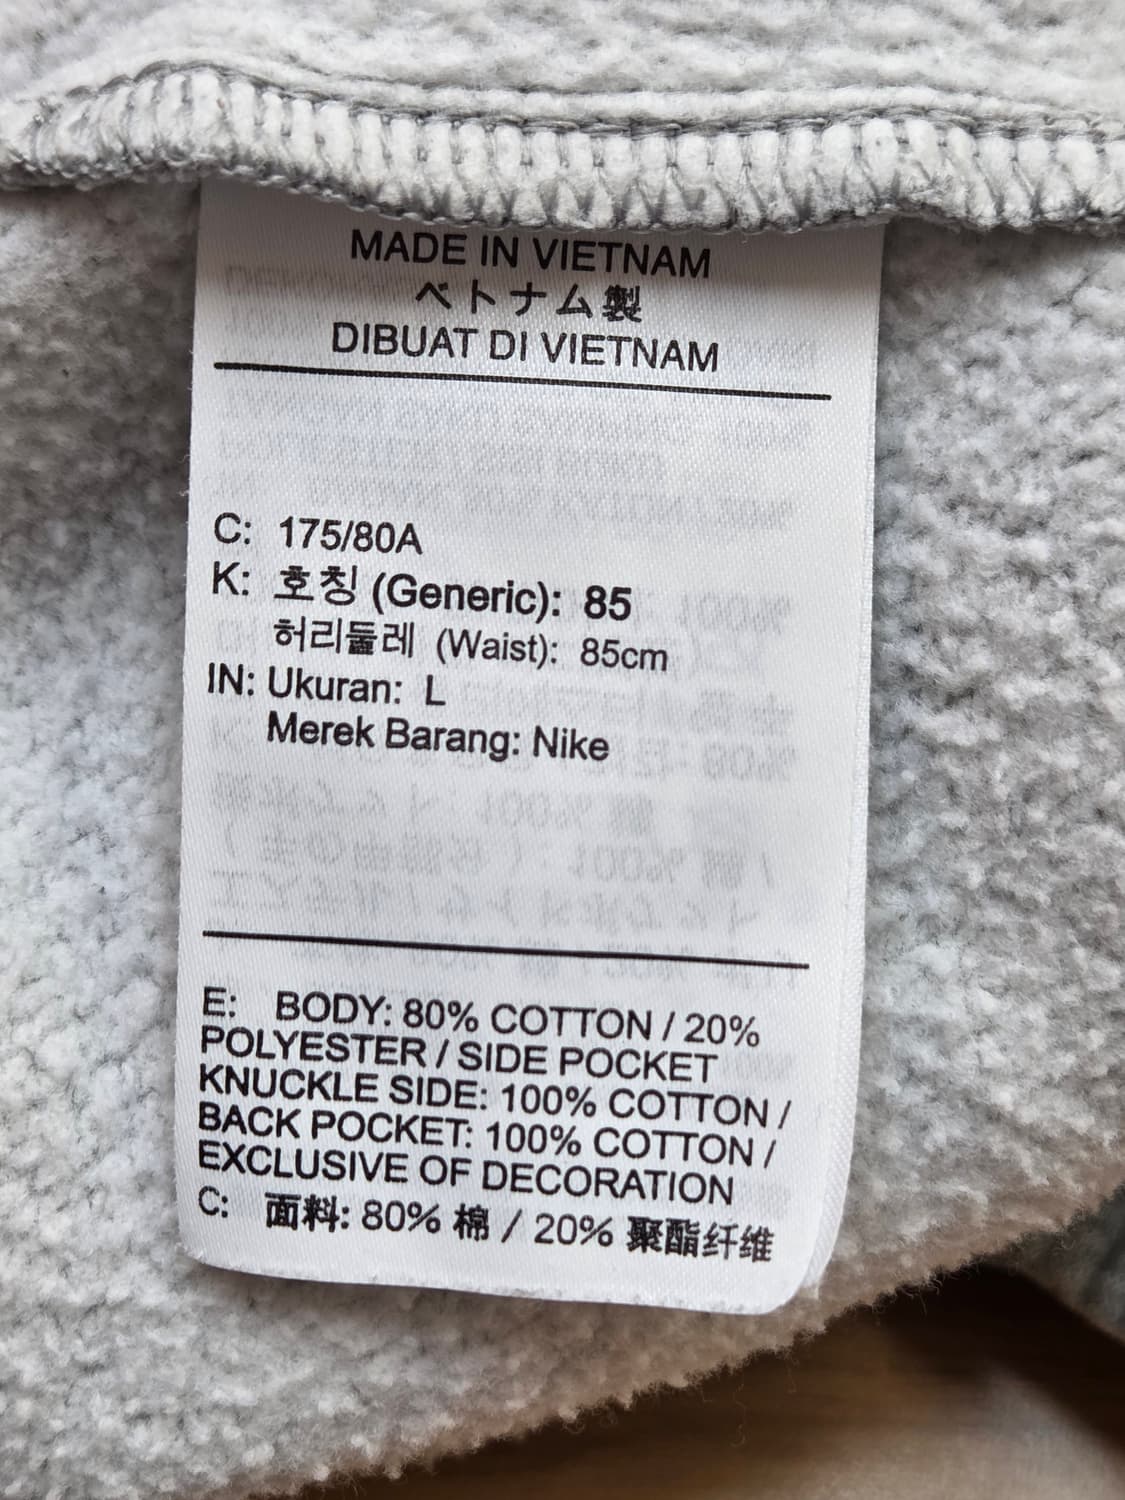 MADE IN VIETNAM
ベトナム製
DIBUAT DI VIETNAM
C: 175/80A
K: 호칭 (Generic): 85
허리둘레 (Waist): 85cm
IN: Ukuran: L
Merek Barang: Nike
E: BODY: 80% COTTON / 20%
POLYESTER / SIDE POCKET
KNUCKLE SIDE: 100% COTTON /
BACK POCKET: 100% COTTON /
EXCLUSIVE OF DECORATION
C: 面料: 80% 棉 / 20% 聚酯纤维